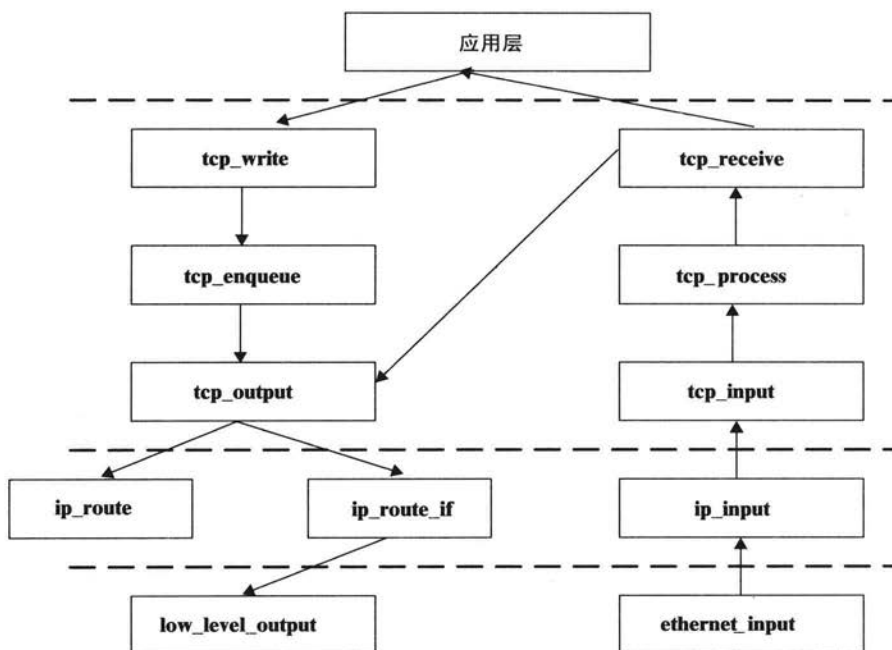 应用层
tcp_write
tcp_receive
tcp_enqueue
tcp_process
tcp_output
tcp_input
ip_route
ip_route_if
ip_input
low_level_output
ethernet_input